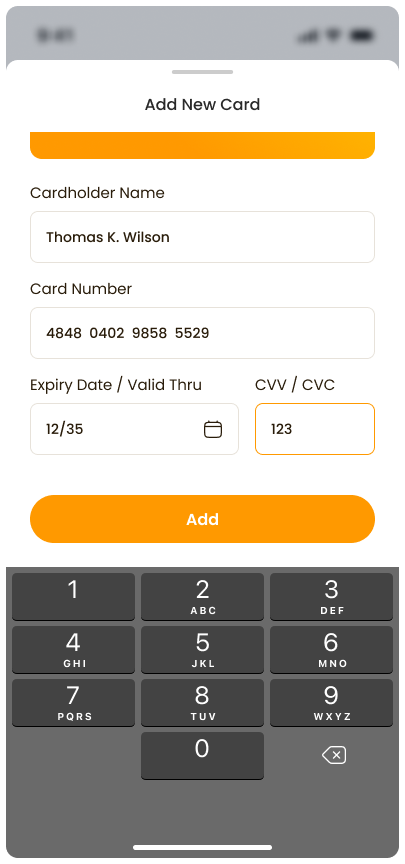 9:41
Add New Card
Cardholder Name
Thomas K. Wilson
Card Number
4848 0402 9858 5529
Expiry Date / Valid Thru CVV / CVC
12/35 123
Add
1 2 3
ABC DEF
4 5 6
GHI JKL MNO
7 8 9
PQRS TUV WXYZ
0